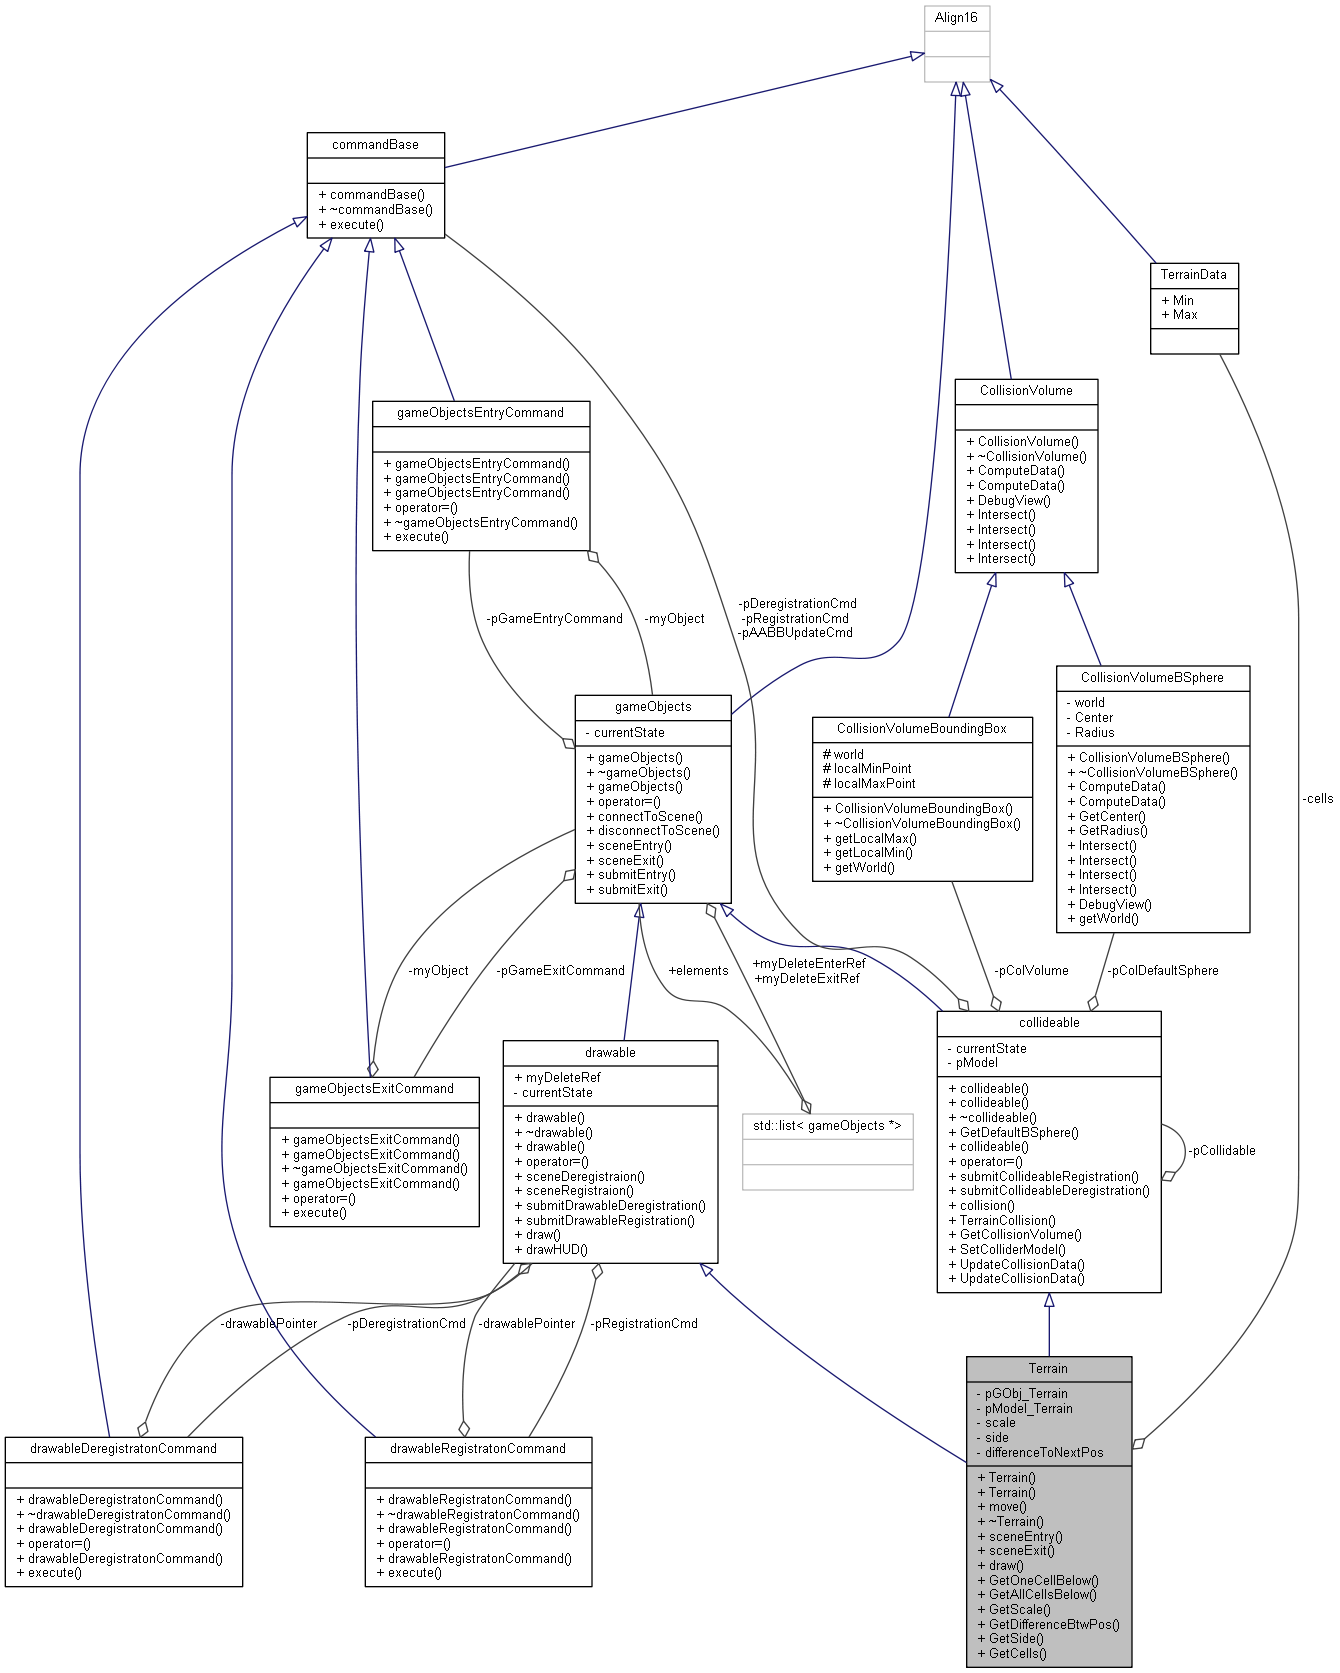 Align16
commandBase
+ commandBase()
+ ~commandBase()
+ execute()
TerrainData
+ Min
+ Max
CollisionVolume
+ CollisionVolume()
+ ~CollisionVolume()
+ ComputeData()
+ ComputeData()
+ DebugView()
+ Intersect()
+ Intersect()
+ Intersect()
+ Intersect()
gameObjectsEntryCommand
+ gameObjectsEntryCommand()
+ gameObjectsEntryCommand()
+ gameObjectsEntryCommand()
+ operator=()
+ ~gameObjectsEntryCommand()
+ execute()
-pGameEntryCommand
-myObject
-pDeregistrationCmd
-pRegistrationCmd
-pAABBUpdateCmd
gameObjects
- currentState
+ gameObjects()
+ ~gameObjects()
+ gameObjects()
+ operator=()
+ connectToScene()
+ disconnectToScene()
+ sceneEntry()
+ sceneExit()
+ submitEntry()
+ submitExit()
CollisionVolumeBoundingBox
# world
# localMinPoint
# localMaxPoint
+ CollisionVolumeBoundingBox()
+ ~CollisionVolumeBoundingBox()
+ getLocalMax()
+ getLocalMin()
+ getWorld()
CollisionVolumeBSphere
- world
- Center
- Radius
+ CollisionVolumeBSphere()
+ ~CollisionVolumeBSphere()
+ ComputeData()
+ ComputeData()
+ GetCenter()
+ GetRadius()
+ Intersect()
+ Intersect()
+ Intersect()
+ Intersect()
+ DebugView()
+ getWorld()
-cells
-myObject
-pGameExitCommand
+elements
+myDeleteEnterRef
+myDeleteExitRef
-pColVolume
-pColDefaultSphere
gameObjectsExitCommand
+ gameObjectsExitCommand()
+ gameObjectsExitCommand()
+ ~gameObjectsExitCommand()
+ gameObjectsExitCommand()
+ operator=()
+ execute()
drawable
+ myDeleteRef
- currentState
+ drawable()
+ ~drawable()
+ drawable()
+ operator=()
+ sceneDeregistraion()
+ sceneRegistraion()
+ submitDrawableDeregistration()
+ submitDrawableRegistration()
+ draw()
+ drawHUD()
std::list< gameObjects *>
collideable
- currentState
- pModel
+ collideable()
+ collideable()
+ ~collideable()
+ GetDefaultBSphere()
+ collideable()
+ operator=()
+ submitCollideableRegistration()
+ submitCollideableDeregistration()
+ collision()
+ TerrainCollision()
+ GetCollisionVolume()
+ SetColliderModel()
+ UpdateCollisionData()
+ UpdateCollisionData()
-pCollidable
-drawablePointer
-pDeregistrationCmd
-drawablePointer
-pRegistrationCmd
drawableDeregistratonCommand
+ drawableDeregistratonCommand()
+ ~drawableDeregistratonCommand()
+ drawableDeregistratonCommand()
+ operator=()
+ drawableDeregistratonCommand()
+ execute()
drawableRegistratonCommand
+ drawableRegistratonCommand()
+ ~drawableRegistratonCommand()
+ drawableRegistratonCommand()
+ operator=()
+ drawableRegistratonCommand()
+ execute()
Terrain
- pGObj_Terrain
- pModel_Terrain
- scale
- side
- differenceToNextPos
+ Terrain()
+ Terrain()
+ move()
+ ~Terrain()
+ sceneEntry()
+ sceneExit()
+ draw()
+ GetOneCellBelow()
+ GetAllCellsBelow()
+ GetScale()
+ GetDifferenceBtwPos()
+ GetSide()
+ GetCells()